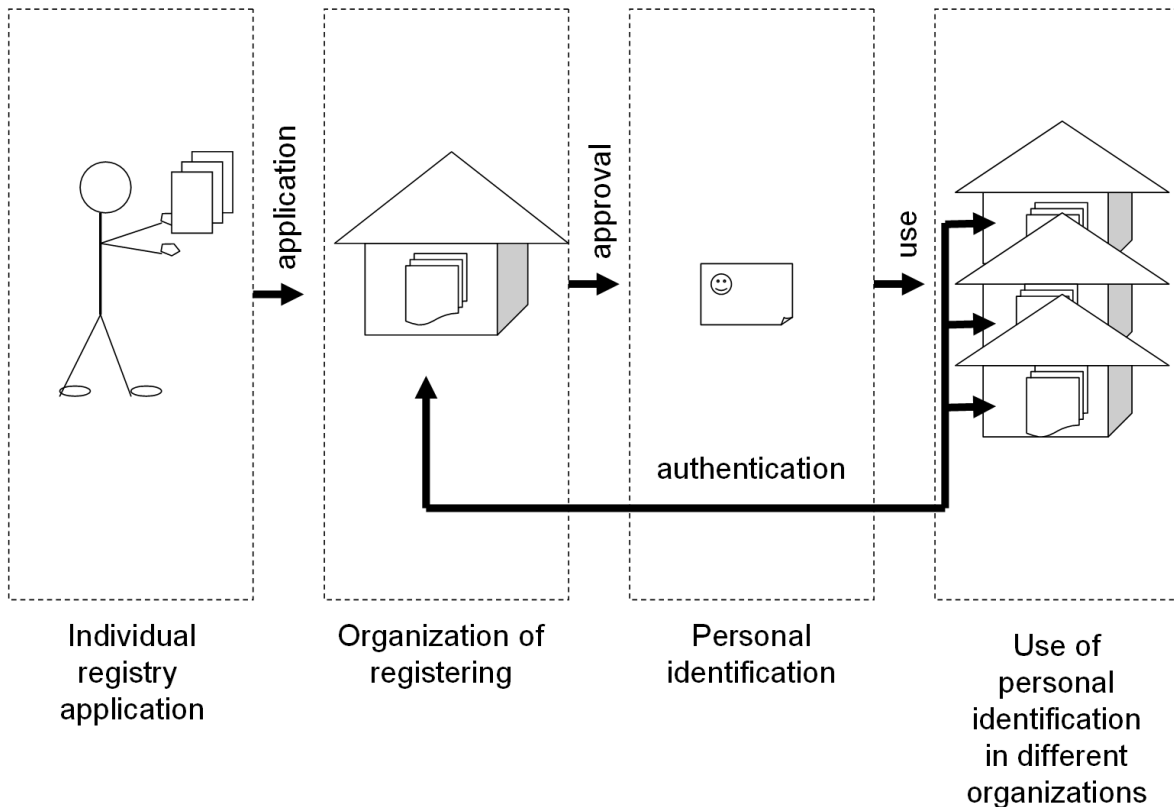 application
approval
use
authentication
Individual
registry
application
Organization of
registering
Personal
identification
Use of
personal
identification
in different
organizations